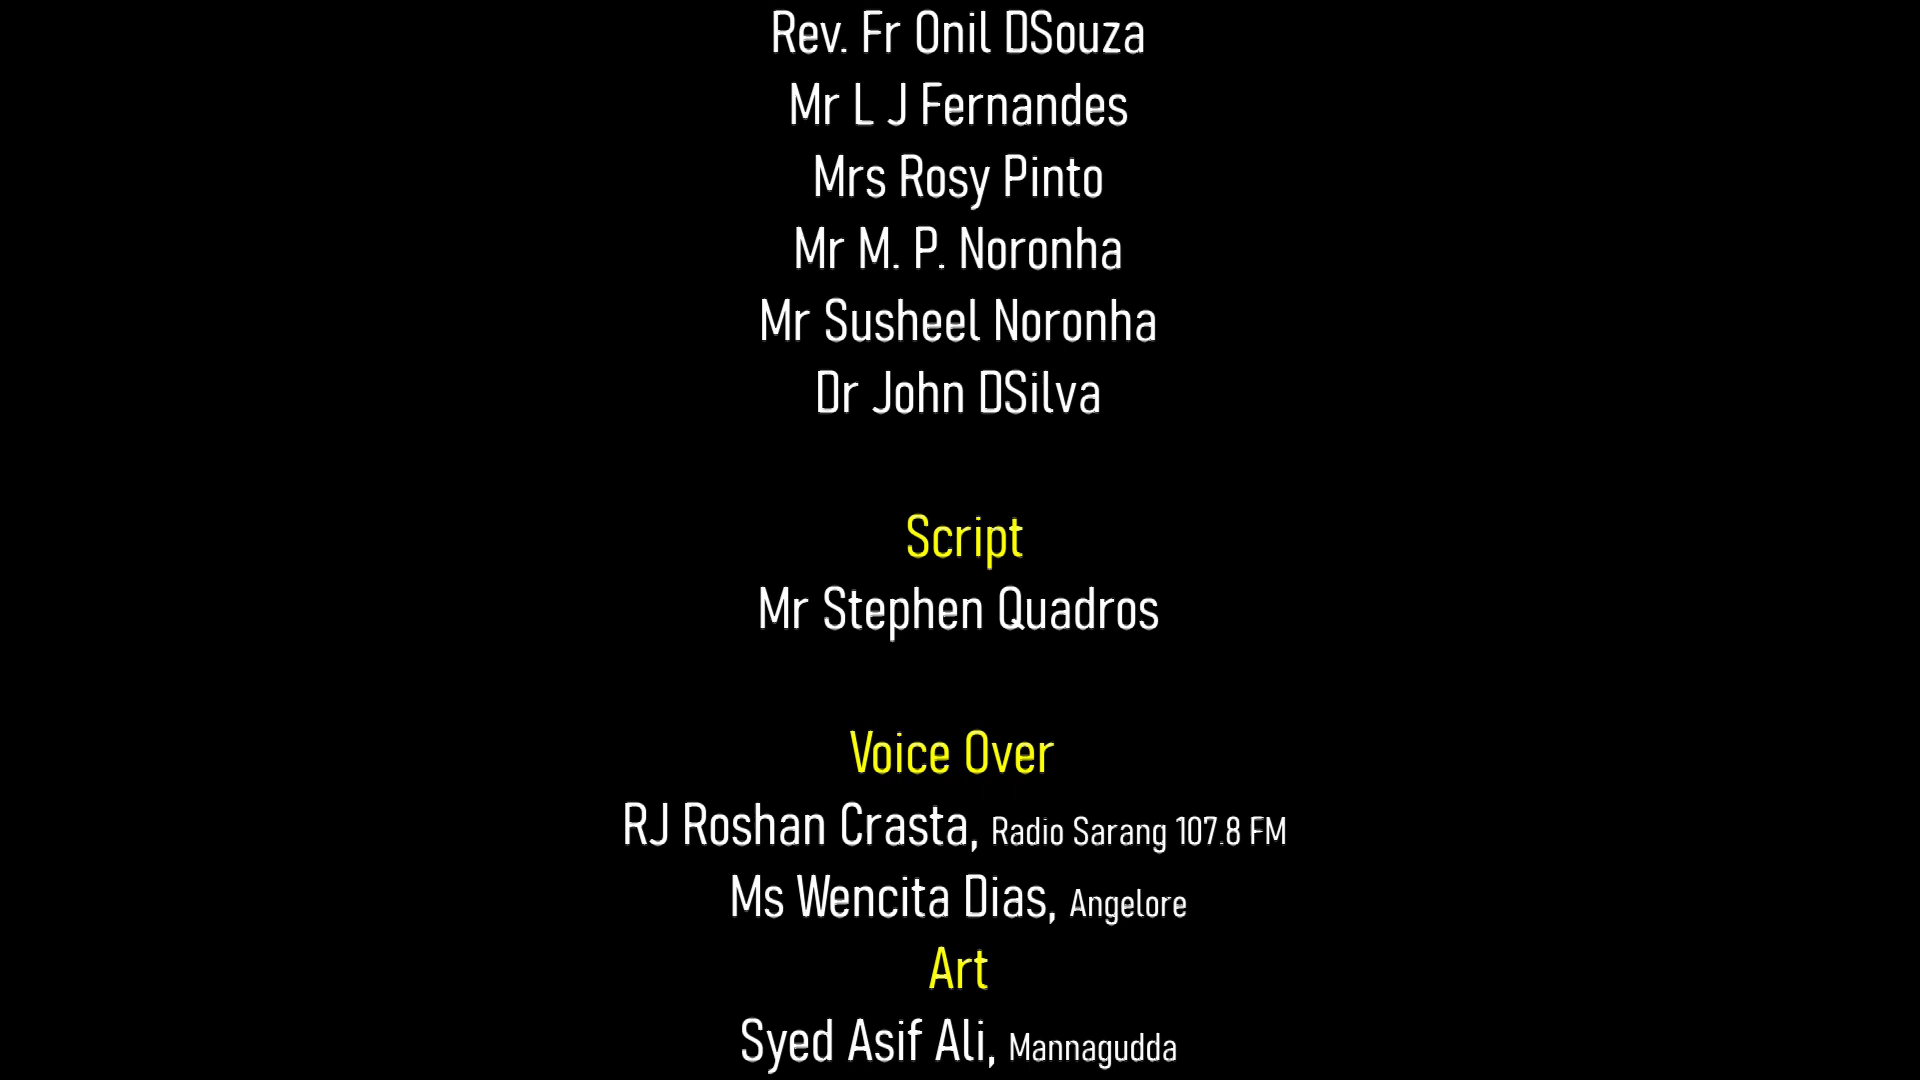 Rev. Fr Onil DSouza
Mr L J Fernandes
Mrs Rosy Pinto
Mr M. P. Noronha
Mr Susheel Noronha
Dr John DSilva
Script
Mr Stephen Quadros
Voice Over
RJ Roshan Crasta, Radio Sarang 107.8 FM
Ms Wencita Dias, Angelore
Art
Syed Asif Ali, Mannagudda